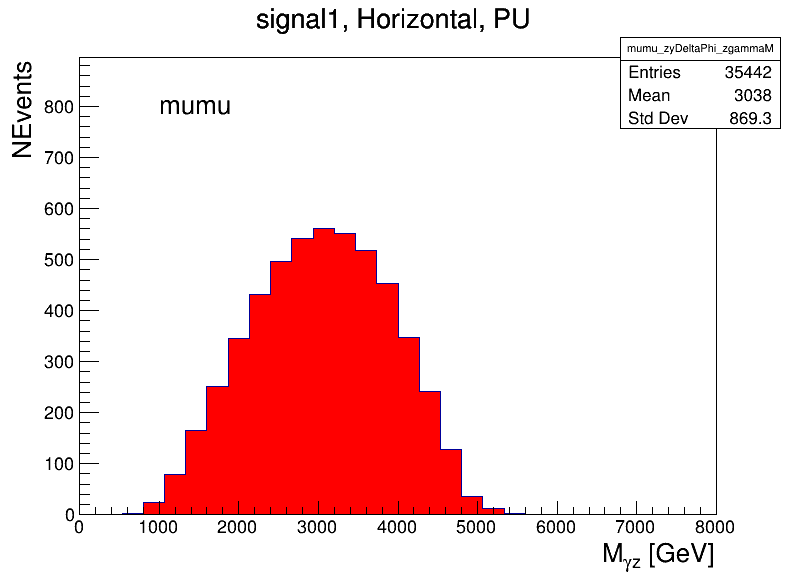 signal1, Horizontal, PU
mumu_zyDeltaPhi_zgammaM
Entries 35442
Mean 3038
Std Dev 869.3
NEvents
mumu
800
700
600
500
400
300
200
100
0
0 1000 2000 3000 4000 5000 6000 7000 8000
M_γz [GeV]